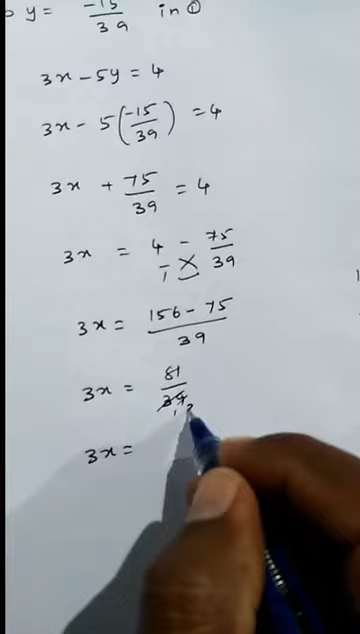 y = -15/39 in ①
3x - 5y = 4
3x - 5(-15/39) = 4
3x + 75/39 = 4
3x = 4/1 - 75/39
3x = 156 - 75/39
3x = 81/39 13
3x =